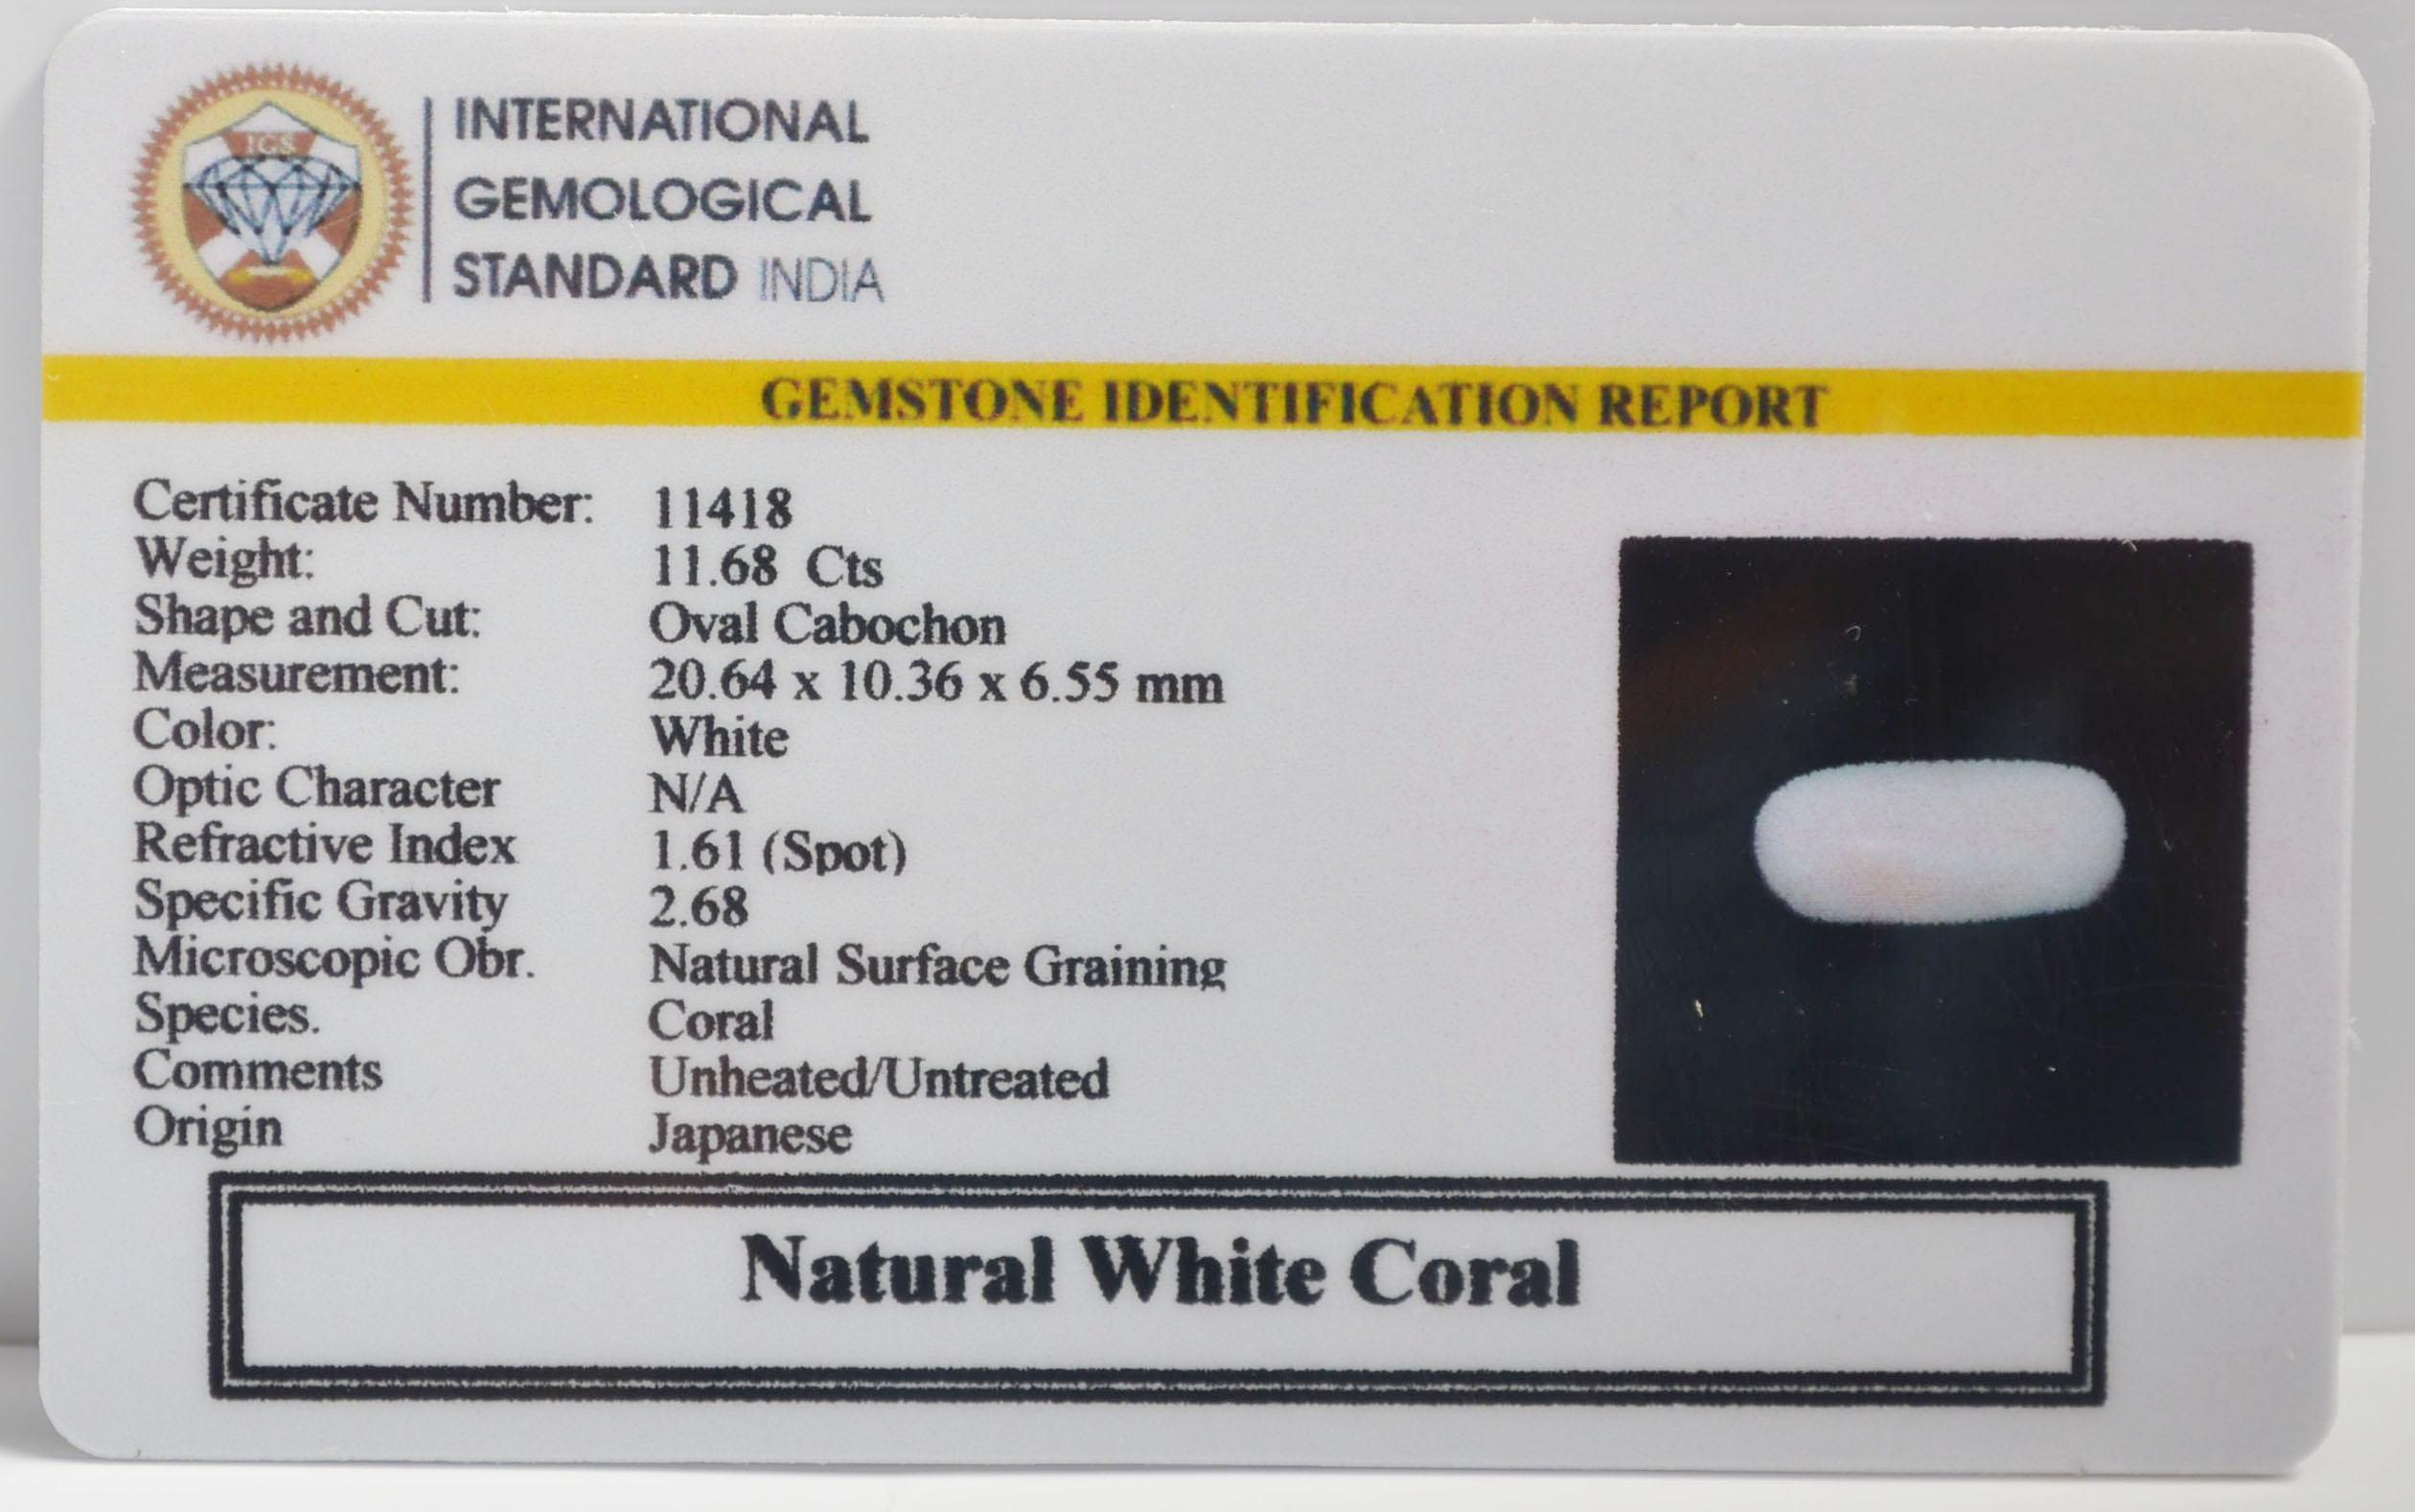 I.G.S.
INTERNATIONAL
GEMOLOGICAL
STANDARD INDIA
GEMSTONE IDENTIFICATION REPORT
Certificate Number: 11418
Weight: 11.68 Cts
Shape and Cut: Oval Cabochon
Measurement: 20.64 x 10.36 x 6.55 mm
Color: White
Optic Character N/A
Refractive Index 1.61 (Spot)
Specific Gravity 2.68
Microscopic Obr. Natural Surface Graining
Species. Coral
Comments Unheated/Untreated
Origin Japanese
Natural White Coral